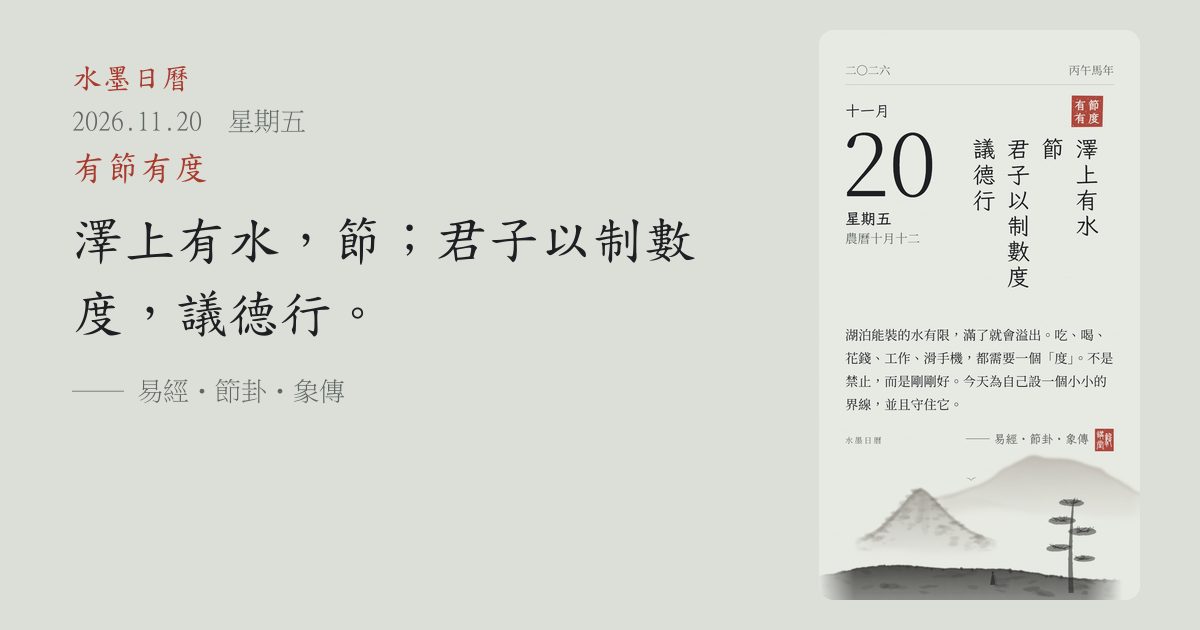 水墨日曆
2026.11.20 星期五
有節有度
澤上有水，節；君子以制數
度，議德行。
—— 易經・節卦・象傳
二〇二六
丙午馬年
十一月
20
星期五
農曆十月十二
節度
有有
澤上有水
節
君子以制數度
議德行
湖泊能裝的水有限，滿了就會溢出。吃、喝、
花錢、工作、滑手機，都需要一個「度」。不是
禁止，而是剛剛好。今天為自己設一個小小的
界線，並且守住它。
水墨日曆
—— 易經・節卦・象傳